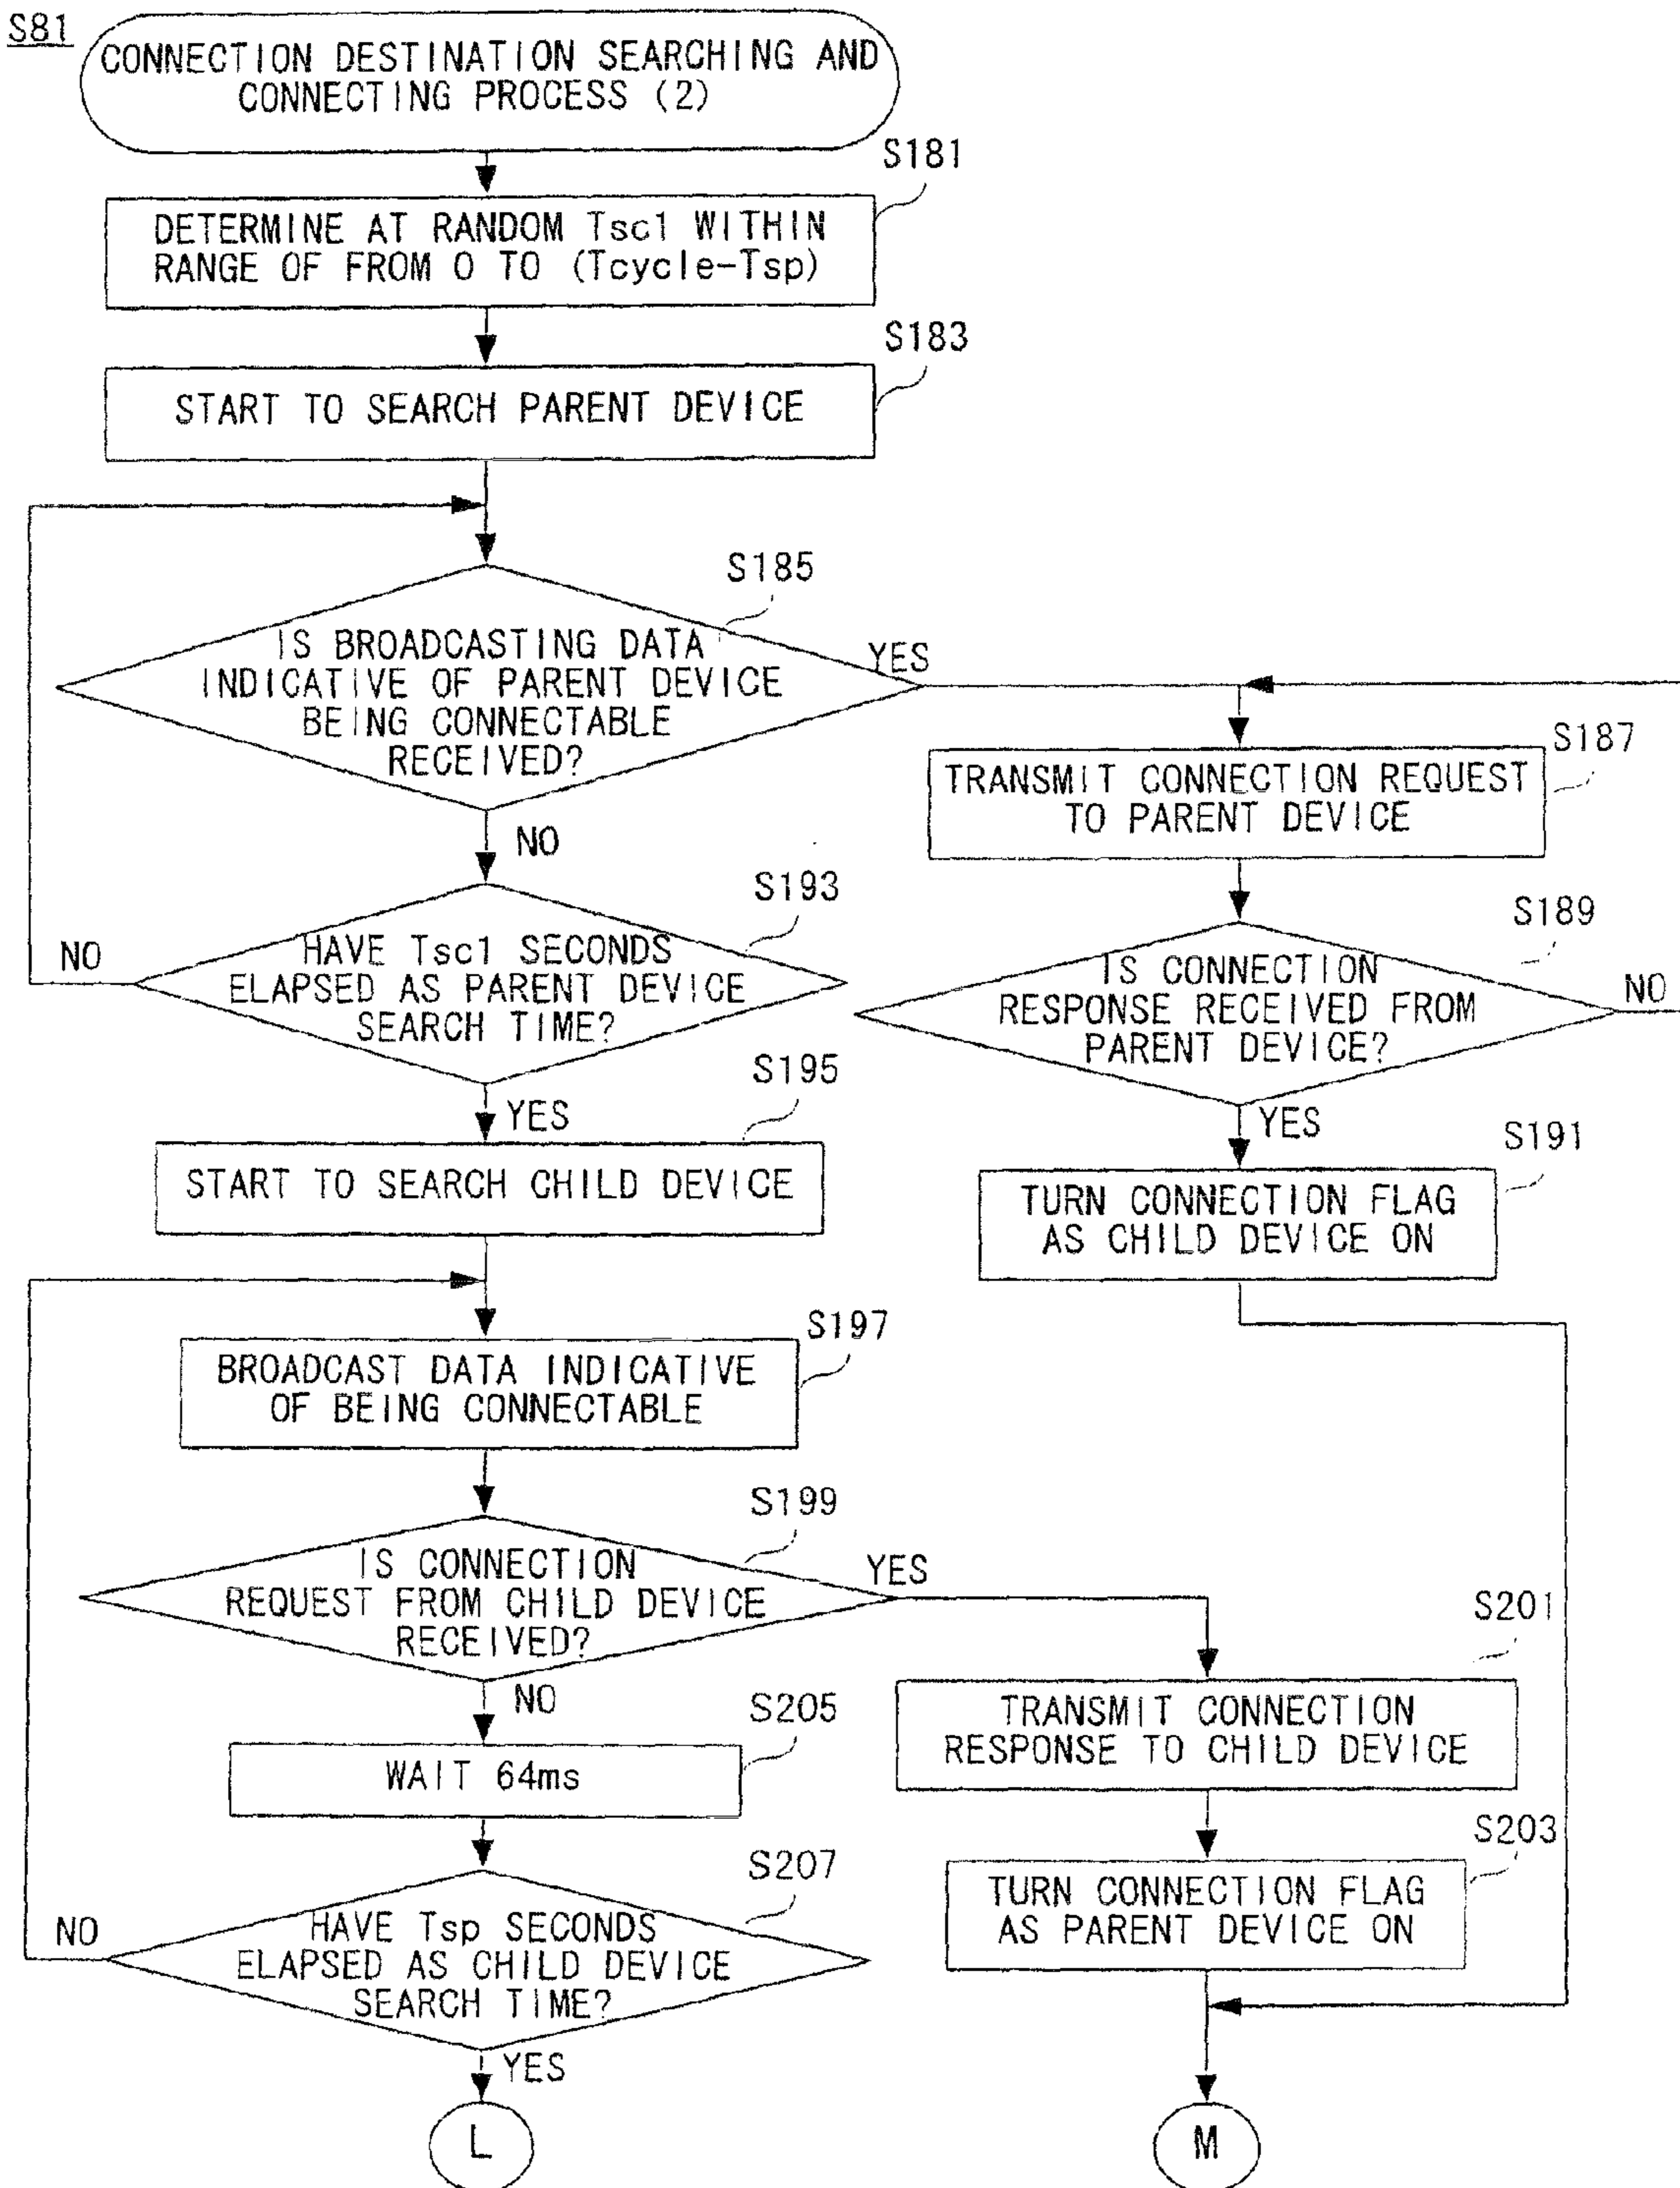 S81
CONNECTION DESTINATION SEARCHING AND
CONNECTING PROCESS (2)
S181
DETERMINE AT RANDOM Tsc1 WITHIN
RANGE OF FROM 0 TO (Tcycle-Tsp)
S183
START TO SEARCH PARENT DEVICE
S185
IS BROADCASTING DATA
INDICATIVE OF PARENT DEVICE
BEING CONNECTABLE
RECEIVED?
YES
NO
S187
TRANSMIT CONNECTION REQUEST
TO PARENT DEVICE
S189
IS CONNECTION
RESPONSE RECEIVED FROM
PARENT DEVICE?
NO
YES
S191
TURN CONNECTION FLAG
AS CHILD DEVICE ON
S193
HAVE Tsc1 SECONDS
ELAPSED AS PARENT DEVICE
SEARCH TIME?
NO
YES
S195
START TO SEARCH CHILD DEVICE
S197
BROADCAST DATA INDICATIVE
OF BEING CONNECTABLE
S199
IS CONNECTION
REQUEST FROM CHILD DEVICE
RECEIVED?
YES
NO
S201
TRANSMIT CONNECTION
RESPONSE TO CHILD DEVICE
S203
TURN CONNECTION FLAG
AS PARENT DEVICE ON
S205
WAIT 64ms
S207
HAVE Tsp SECONDS
ELAPSED AS CHILD DEVICE
SEARCH TIME?
NO
YES
L
M